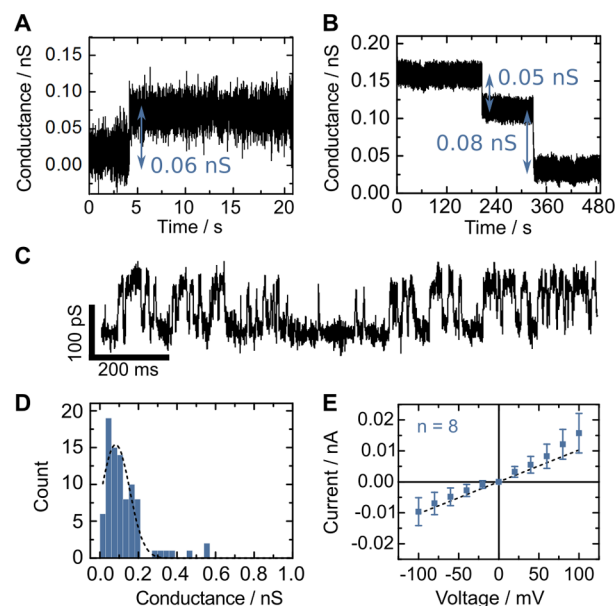 A
Conductance / nS
0.15
0.10
0.05
0.00
0.06 nS
0 5 10 15 20
Time / s
B
Conductance / nS
0.20
0.15
0.10
0.05
0.00
0.05 nS
0.08 nS
0 120 240 360 480
Time / s
C
100 pS
200 ms
D
Count
20
15
10
5
0
0.0 0.2 0.4 0.6 0.8 1.0
Conductance / nS
E
n = 8
Current / nA
0.02
0.01
0.00
-0.01
-0.02
-100 -50 0 50 100
Voltage / mV